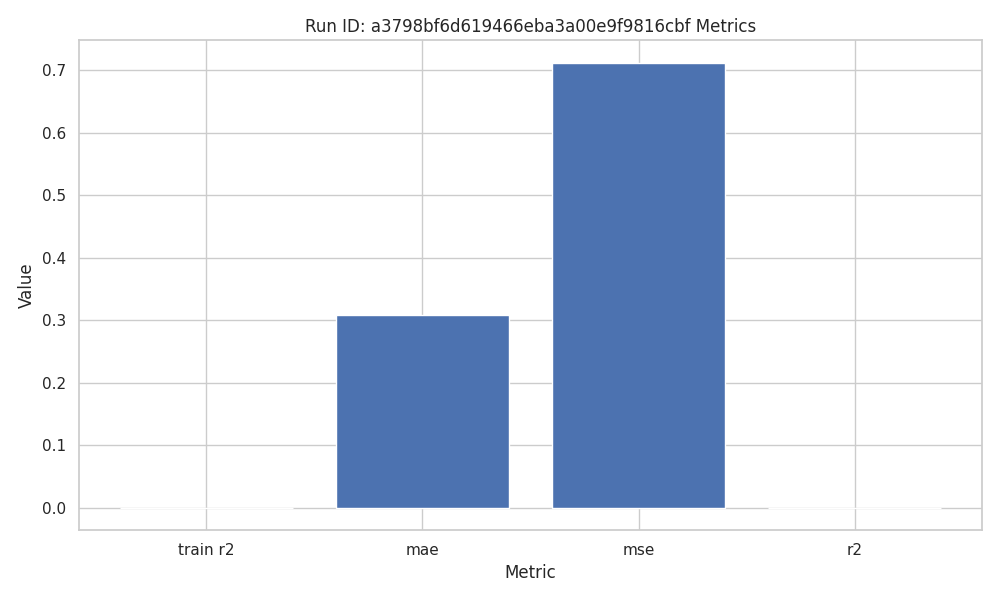 Run ID: a3798bf6d619466eba3a00e9f9816cbf Metrics
0.7
0.6
0.5
0.4
0.3
0.2
0.1
0.0
Value
train r2
mae
mse
r2
Metric